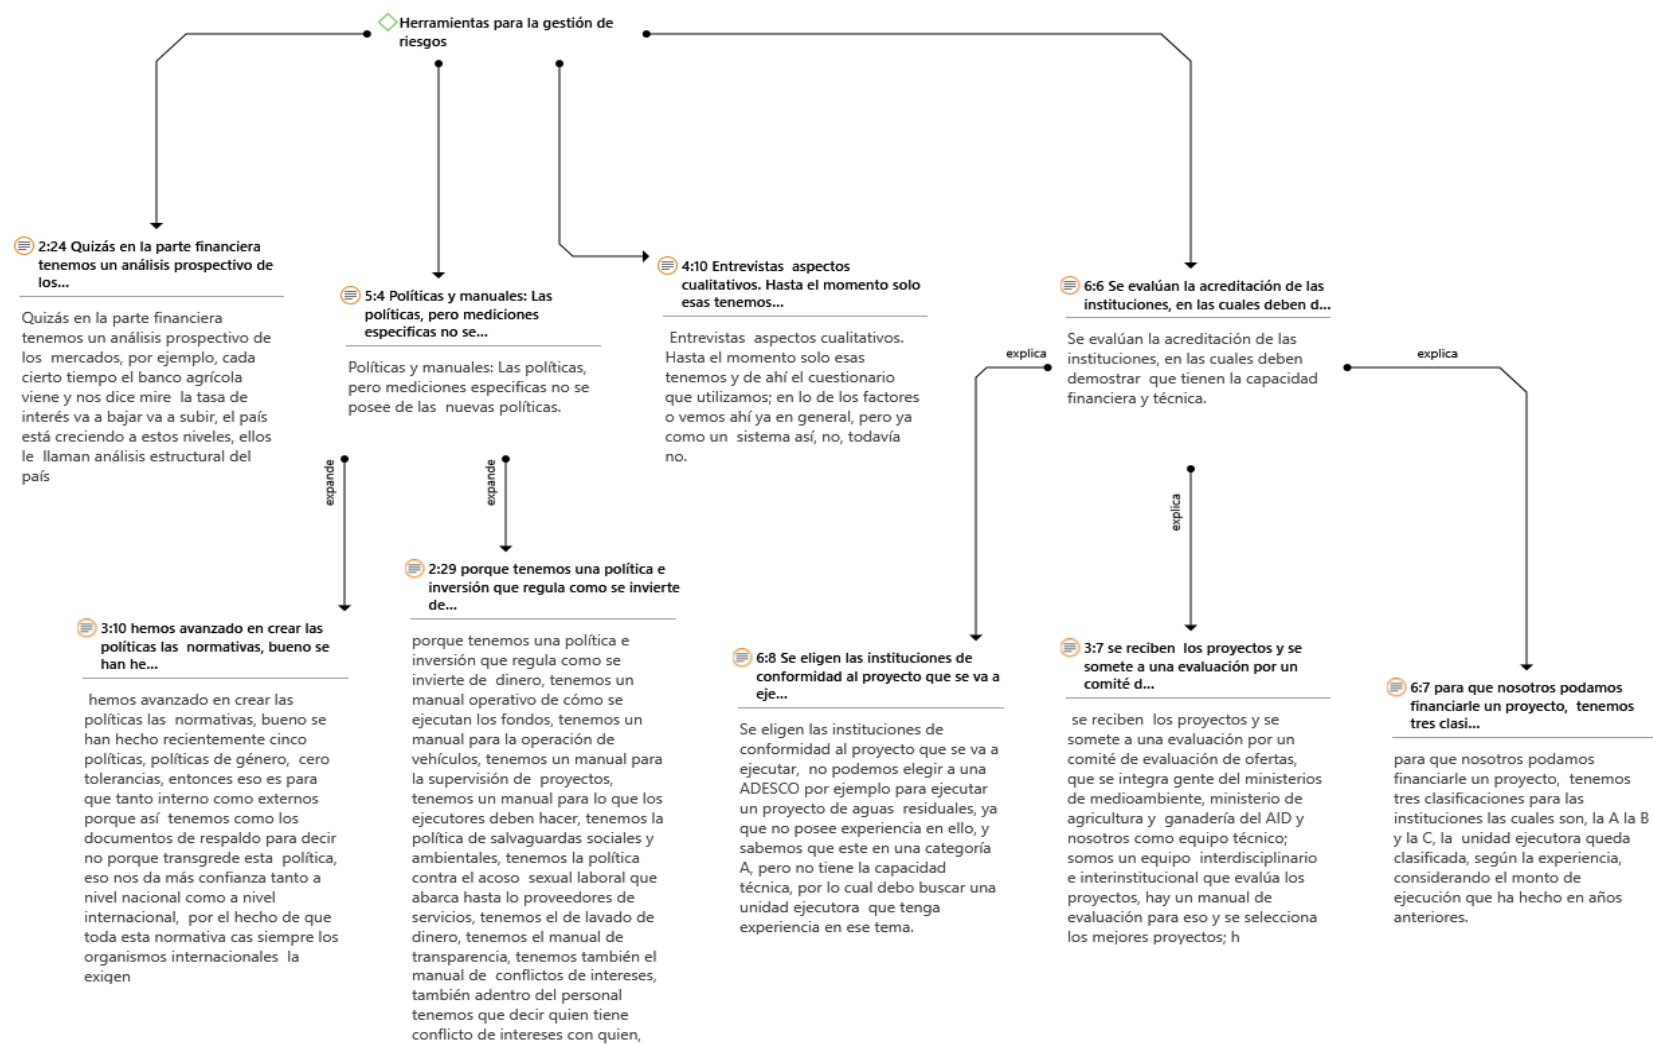 Herramientas para la gestión de
riesgos
2:24 Quizás en la parte financiera
tenemos un análisis prospectivo de
los...
Quizás en la parte financiera
tenemos un análisis prospectivo de
los  mercados, por ejemplo, cada
cierto tiempo el banco agrícola
viene y nos dice mire  la tasa de
interés va a bajar va a subir, el país
está creciendo a estos niveles, ellos
le  llaman análisis estructural del
país
5:4 Políticas y manuales: Las
políticas, pero mediciones
especificas no se...
Políticas y manuales: Las políticas,
pero mediciones especificas no se
posee de las  nuevas políticas.
4:10 Entrevistas  aspectos
cualitativos. Hasta el momento solo
esas tenemos...
Entrevistas  aspectos cualitativos.
Hasta el momento solo esas
tenemos y de ahí el cuestionario
que utilizamos; en lo de los factores
o vemos ahí ya en general, pero ya
como un  sistema así, no, todavía
no.
6:6 Se evalúan la acreditación de las
instituciones, en las cuales deben d...
Se evalúan la acreditación de las
instituciones, en las cuales deben
demostrar  que tienen la capacidad
financiera y técnica.
expande
expande
explica
explica
explica
3:10 hemos avanzado en crear las
políticas las  normativas, bueno se
han he...
hemos avanzado en crear las
políticas las  normativas, bueno se
han hecho recientemente cinco
políticas, políticas de género,  cero
tolerancias, entonces eso es para
que tanto interno como externos
porque así  tenemos como los
documentos de respaldo para decir
no porque transgrede esta  política,
eso nos da más confianza tanto a
nivel nacional como a nivel
internacional,  por el hecho de que
toda esta normativa cas siempre los
organismos internacionales  la
exigen
2:29 porque tenemos una política e
inversión que regula como se invierte
de...
porque tenemos una política e
inversión que regula como se
invierte de  dinero, tenemos un
manual operativo de cómo se
ejecutan los fondos, tenemos un
manual para la operación de
vehículos, tenemos un manual para
la supervisión de  proyectos,
tenemos un manual para lo que los
ejecutores deben hacer, tenemos la
política de salvaguardas sociales y
ambientales, tenemos la política
contra el acoso  sexual laboral que
abarca hasta lo proveedores de
servicios, tenemos el de lavado de
dinero, tenemos el manual de
transparencia, tenemos también el
manual de  conflictos de intereses,
también adentro del personal
tenemos que decir quien tiene
conflicto de intereses con quien,
6:8 Se eligen las instituciones de
conformidad al proyecto que se va a
eje...
Se eligen las instituciones de
conformidad al proyecto que se va a
ejecutar,  no podemos elegir a una
ADESCO por ejemplo para ejecutar
un proyecto de aguas  residuales, ya
que no posee experiencia en ello, y
sabemos que este en una categoría
A, pero no tiene la capacidad
técnica, por lo cual debo buscar una
unidad ejecutora  que tenga
experiencia en ese tema.
3:7 se reciben  los proyectos y se
somete a una evaluación por un
comité d...
se reciben  los proyectos y se
somete a una evaluación por un
comité de evaluación de ofertas,
que se integra gente del ministerios
de medioambiente, ministerio de
agricultura y  ganadería del AID y
nosotros como equipo técnico;
somos un equipo  interdisciplinario
e interinstitucional que evalúa los
proyectos, hay un manual de
evaluación para eso y se selecciona
los mejores proyectos; h
6:7 para que nosotros podamos
financiarle un proyecto,  tenemos
tres clasi...
para que nosotros podamos
financiarle un proyecto,  tenemos
tres clasificaciones para las
instituciones las cuales son, la A la B
y la C, la  unidad ejecutora queda
clasificada, según la experiencia,
considerando el monto de
ejecución que ha hecho en años
anteriores.